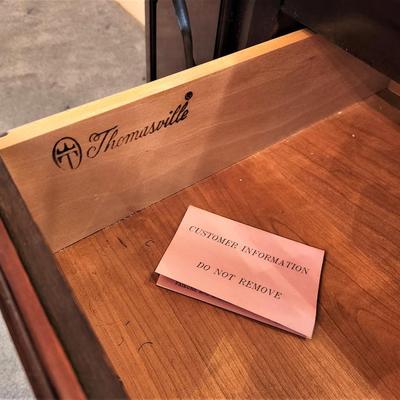 Thomasville
CUSTOMER INFORMATION
DO NOT REMOVE